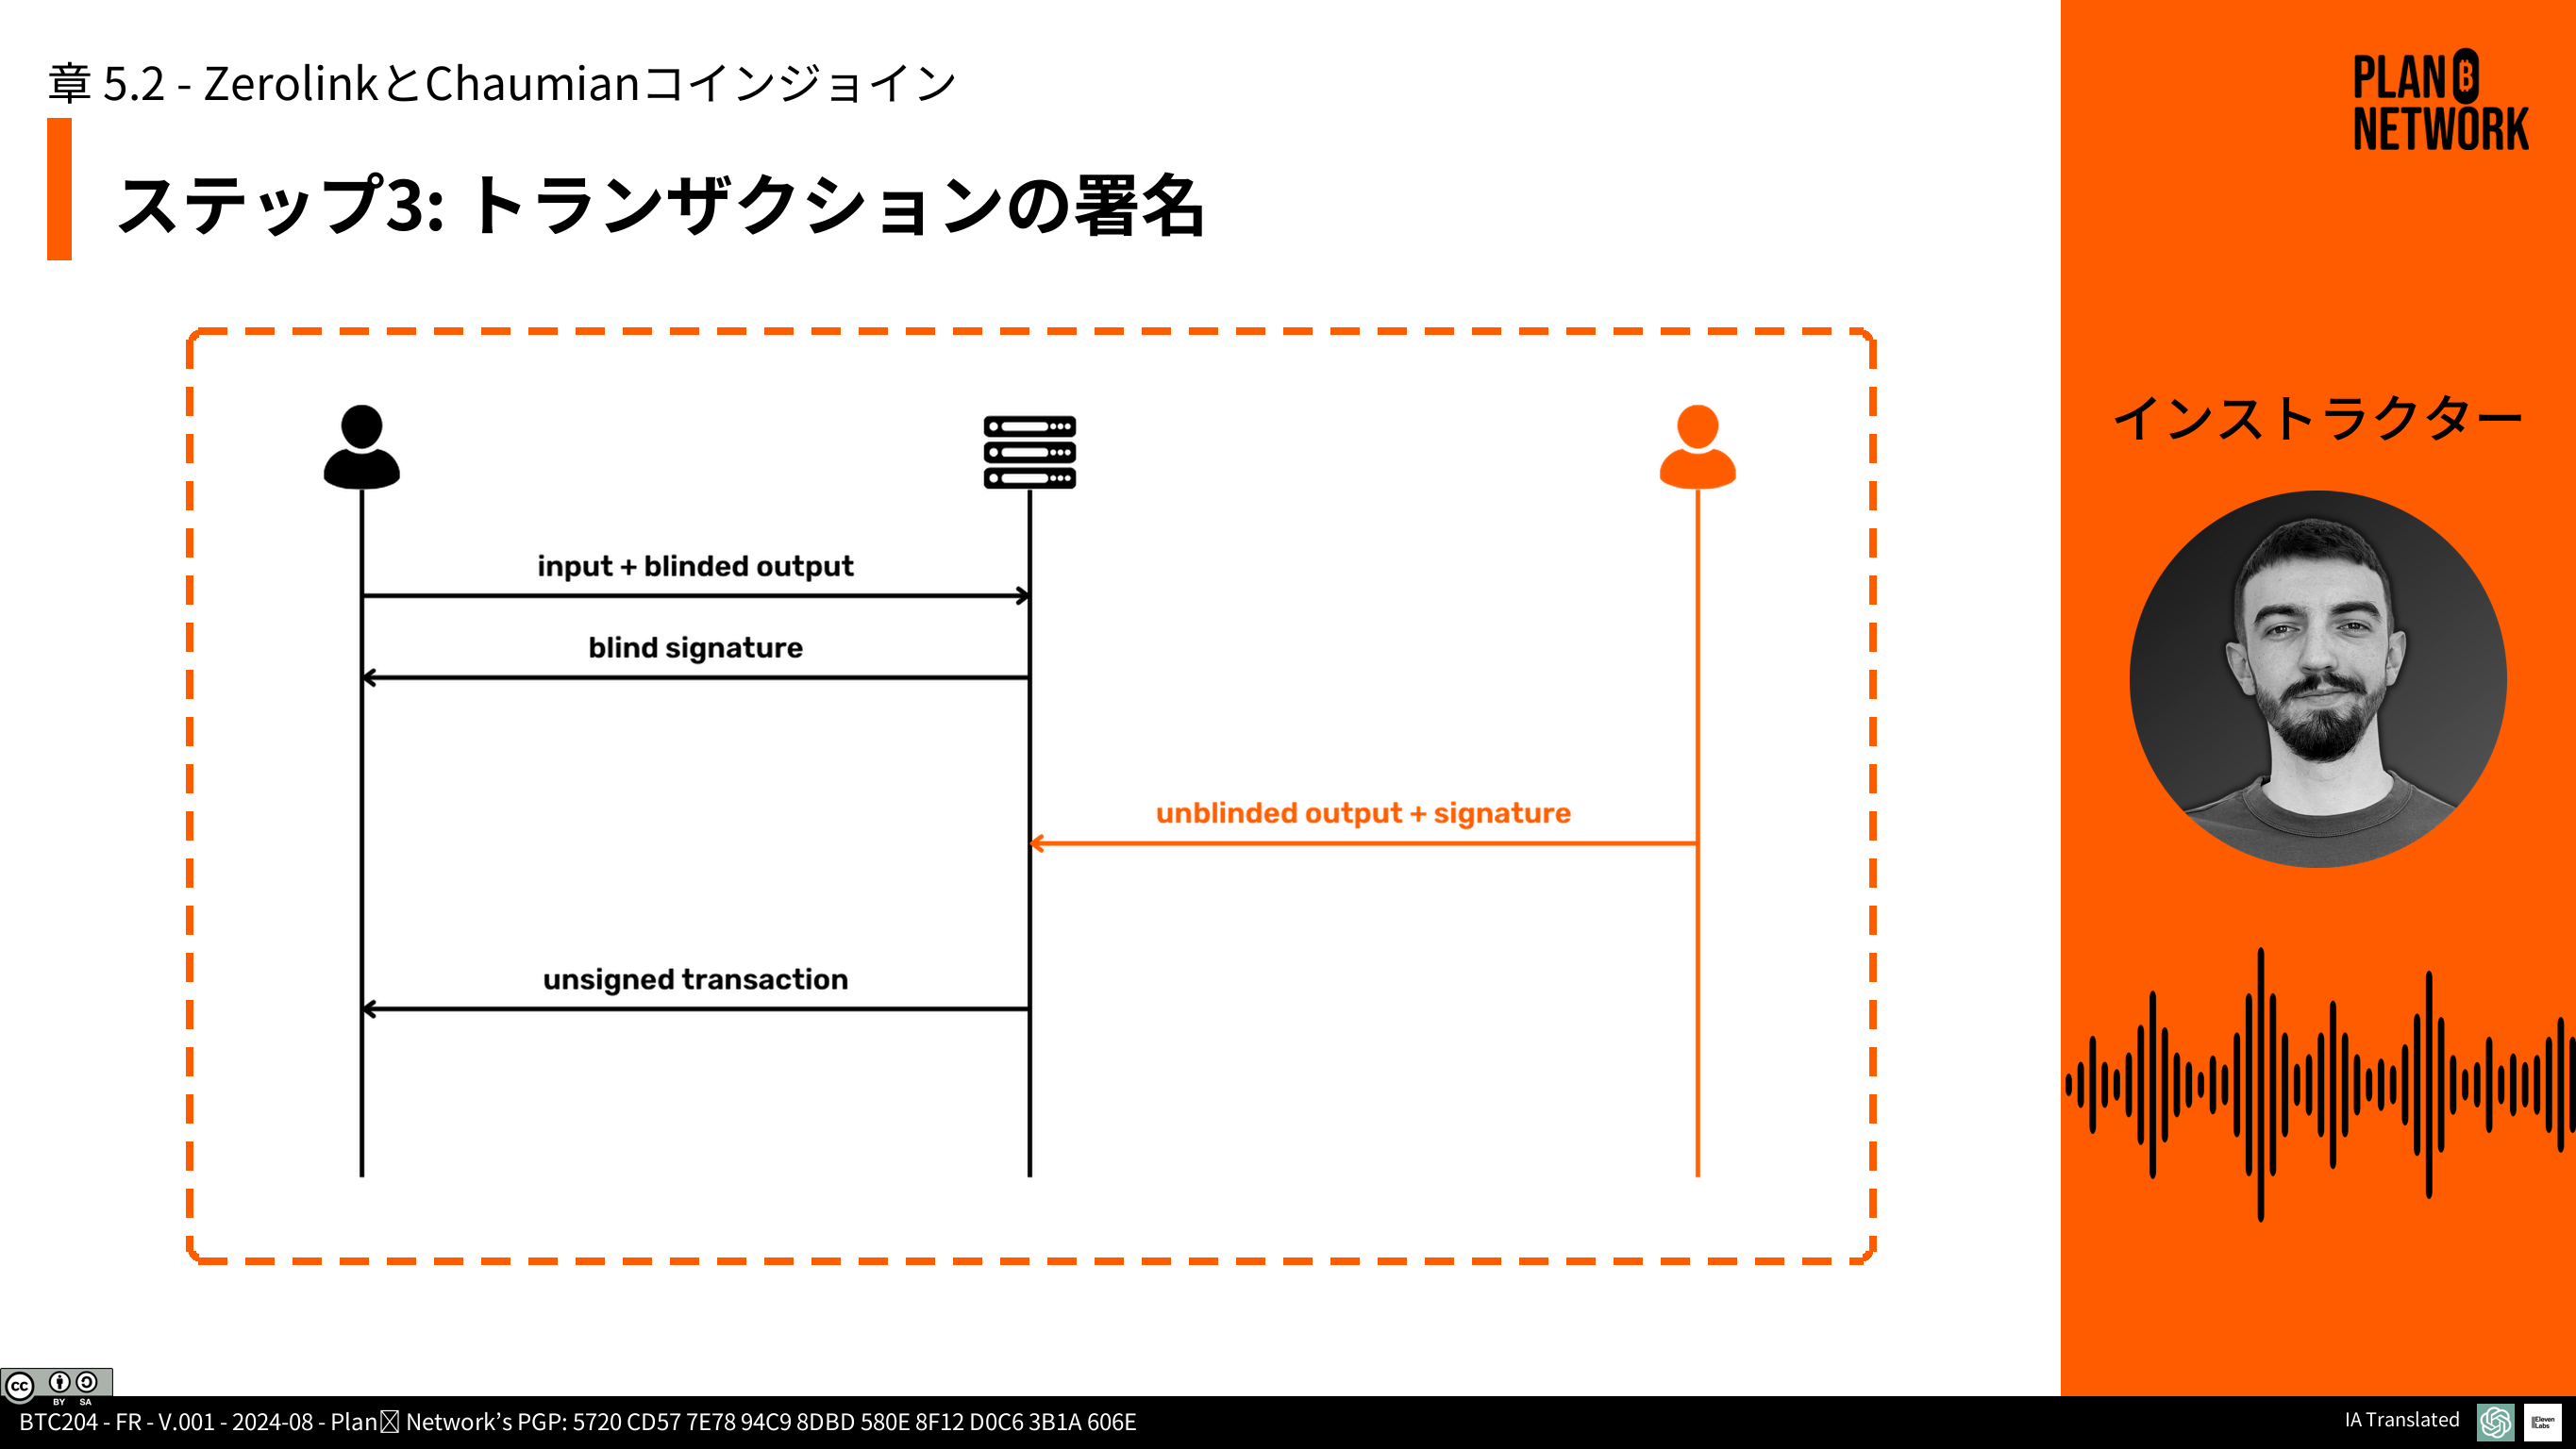 章 5.2 - ZerolinkとChaumianコインジョイン
ステップ3: トランザクションの署名
PLAN ₿
NETWORK
インストラクター
input + blinded output
blind signature
unblinded output + signature
unsigned transaction
cc
BY SA
BTC204 - FR - V.001 - 2024-08 - Plan Network’s PGP: 5720 CD57 7E78 94C9 8DBD 580E 8F12 D0C6 3B1A 606E
IA Translated
ElevenLabs